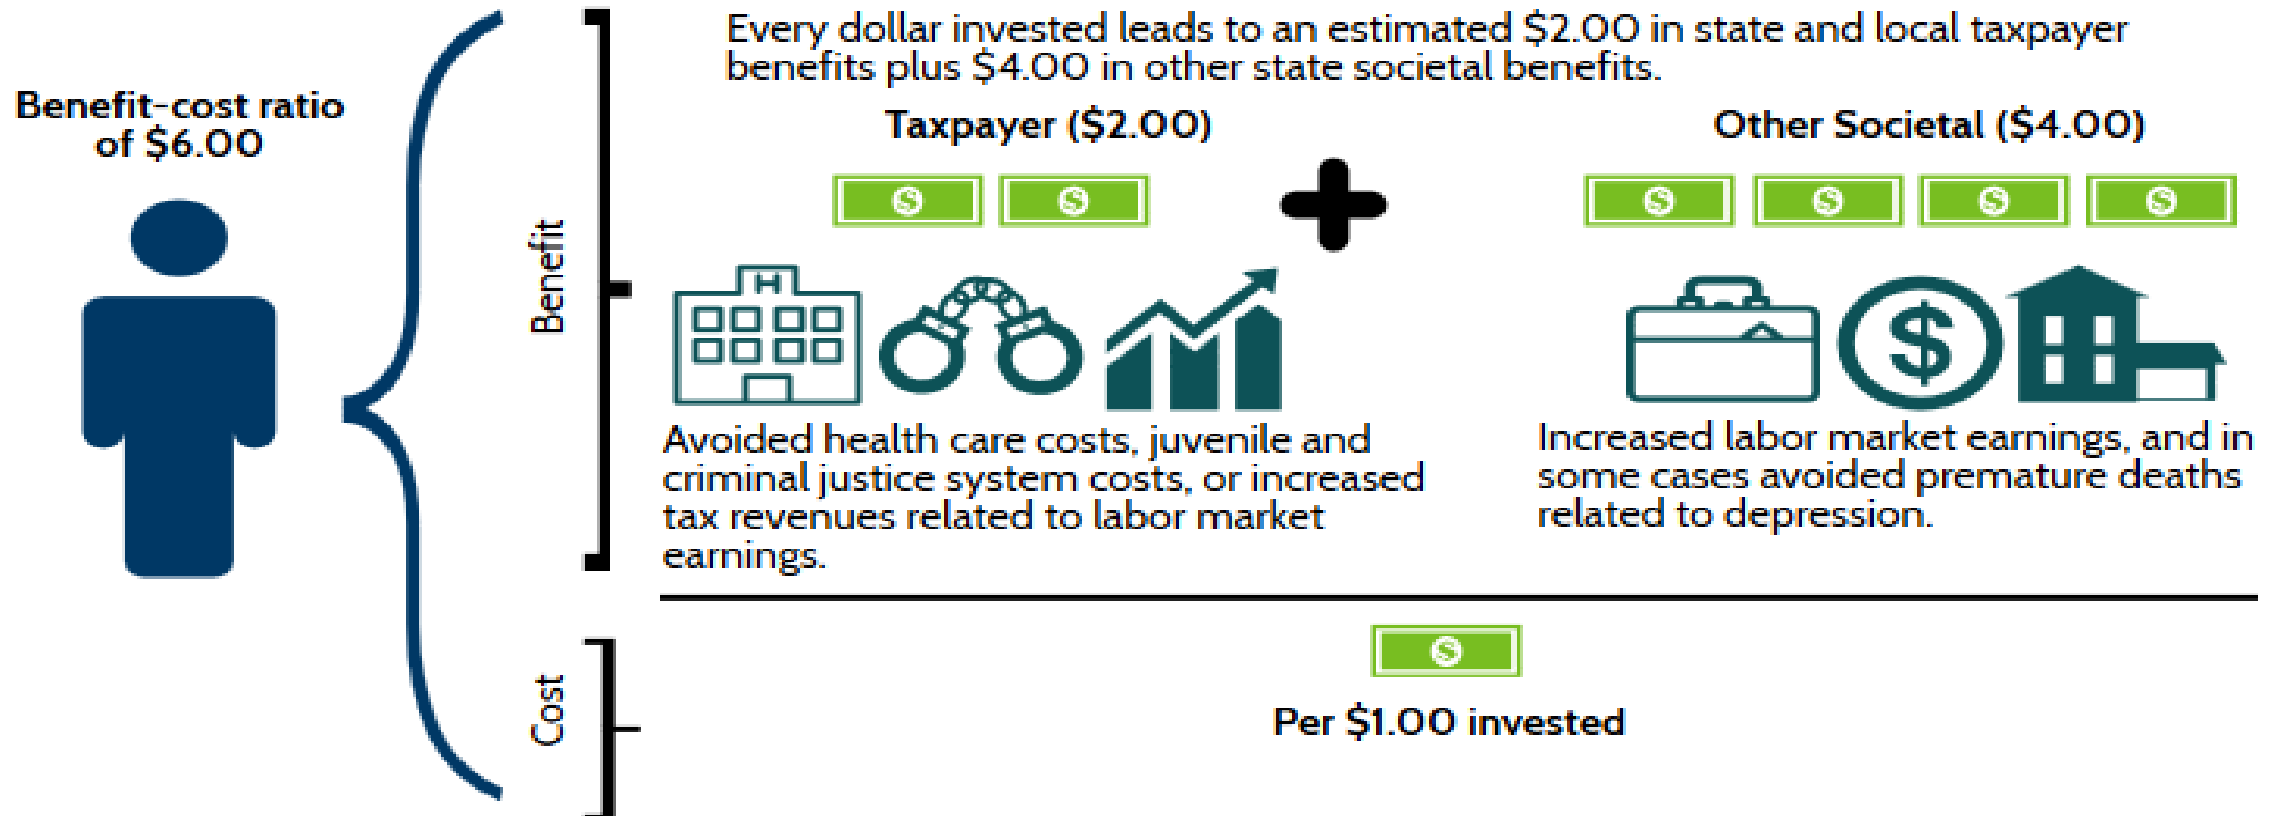 Every dollar invested leads to an estimated $2.00 in state and local taxpayer
benefits plus $4.00 in other state societal benefits.
Benefit-cost ratio
of $6.00
Benefit
Taxpayer ($2.00)
Other Societal ($4.00)
$ $
$ $ $ $
H
$
Avoided health care costs, juvenile and
criminal justice system costs, or increased
tax revenues related to labor market
earnings.
Increased labor market earnings, and in
some cases avoided premature deaths
related to depression.
Cost
$
Per $1.00 invested